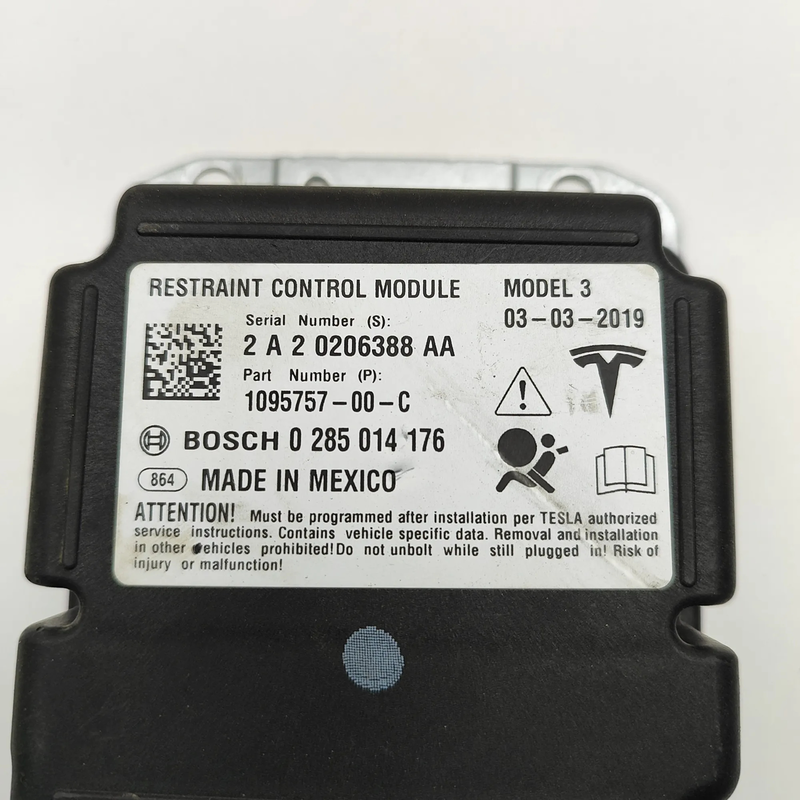 RESTRAINT CONTROL MODULE MODEL 3
03-03-2019
Serial Number (S):
2 A 2 0206388 AA
Part Number (P):
1095757-00-C
BOSCH 0 285 014 176
864 MADE IN MEXICO
ATTENTION! Must be programmed after installation per TESLA authorized
service instructions. Contains vehicle specific data. Removal and installation
in other vehicles prohibited! Do not unbolt while still plugged in! Risk of
injury or malfunction!